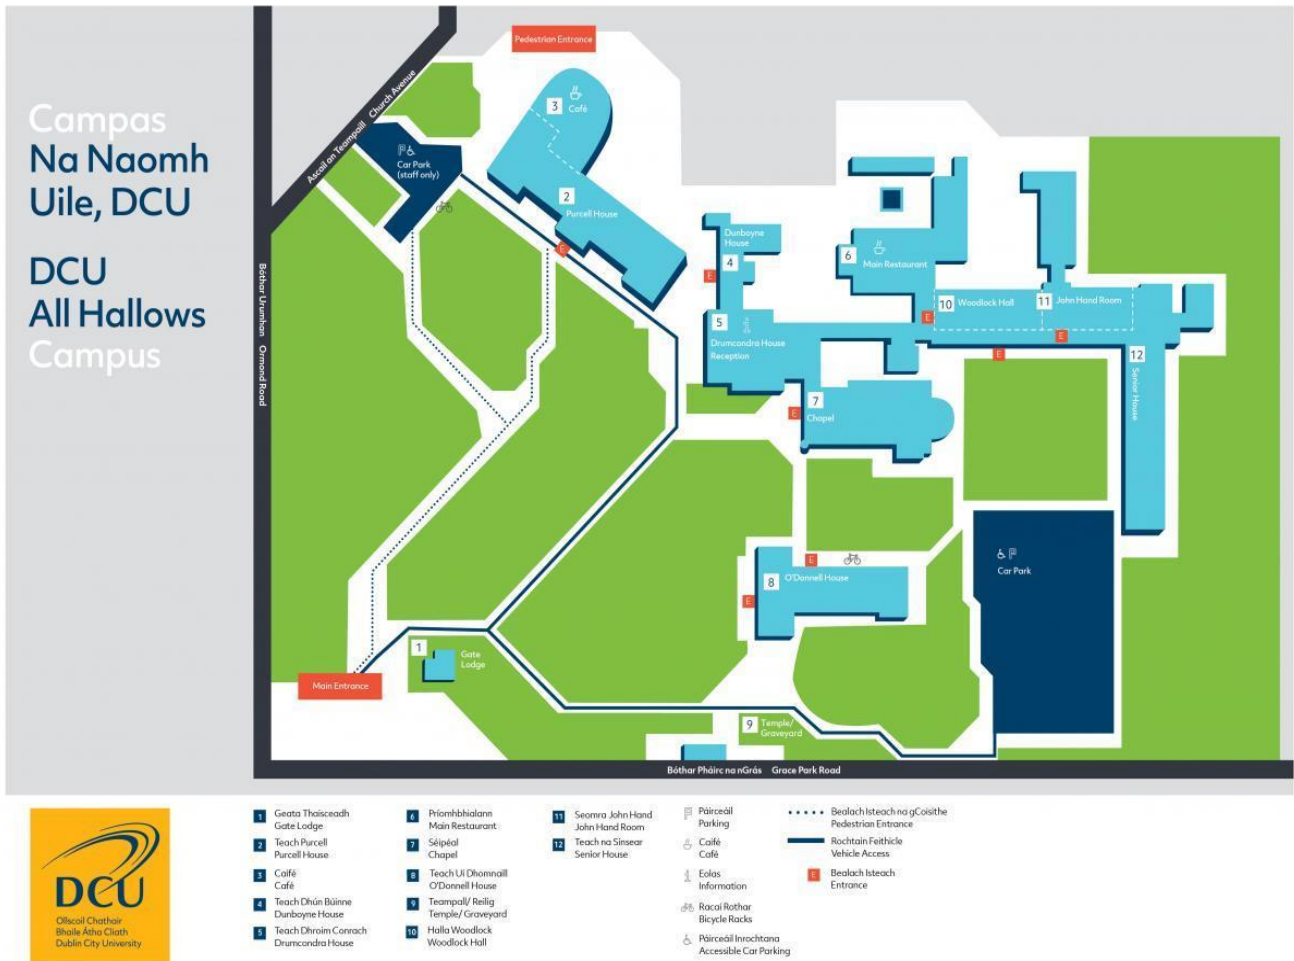 Campas
Na Naomh
Uile, DCU
DCU
All Hallows
Campus
Pedestrian Entrance
Ascaill an Teampaill Church Avenue
Bóthar Urumhan Ormond Road
Car Park
(staff only)
3
Café
2
Purcell House
E
Dunboyne
House
4
E
5
Drumcondra House
Reception
6
Main Restaurant
10
Woodlock Hall
E
11
John Hand Room
E
E
12
Senior House
7
Chapel
E
8
O'Donnell House
E
E
Car Park
1
Gate
Lodge
Main Entrance
9
Temple/
Graveyard
Bóthar Pháirc na nGrás Grace Park Road
DCU
Ollscoil Chathair
Bhaile Átha Cliath
Dublin City University
1 Geata Thaisceadh
Gate Lodge
2 Teach Purcell
Purcell House
3 Caifé
Café
4 Teach Dhún Búinne
Dunboyne House
5 Teach Dhroim Conrach
Drumcondra House
6 Príomhbhialann
Main Restaurant
7 Séipéal
Chapel
8 Teach Uí Dhomnaill
O'Donnell House
9 Teampall/ Reilig
Temple/ Graveyard
10 Halla Woodlock
Woodlock Hall
11 Seomra John Hand
John Hand Room
12 Teach na Sinsear
Senior House
P Páirceáil
Parking
Caifé
Café
i Eolas
Information
Racaí Rothar
Bicycle Racks
Páirceáil Inrochtana
Accessible Car Parking
Bealach Isteach na gCoisithe
Pedestrian Entrance
Rochtain Feithicle
Vehicle Access
E Bealach Isteach
Entrance